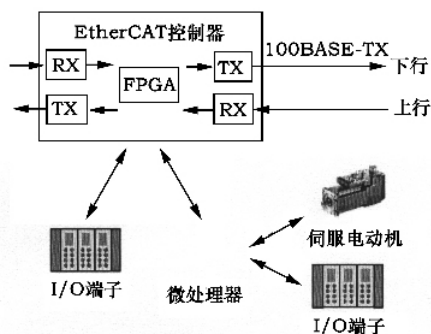 EtherCAT控制器
100BASE-TX
RX
TX
下行
FPGA
TX
RX
上行
伺服电动机
I/O端子
微处理器
I/O端子